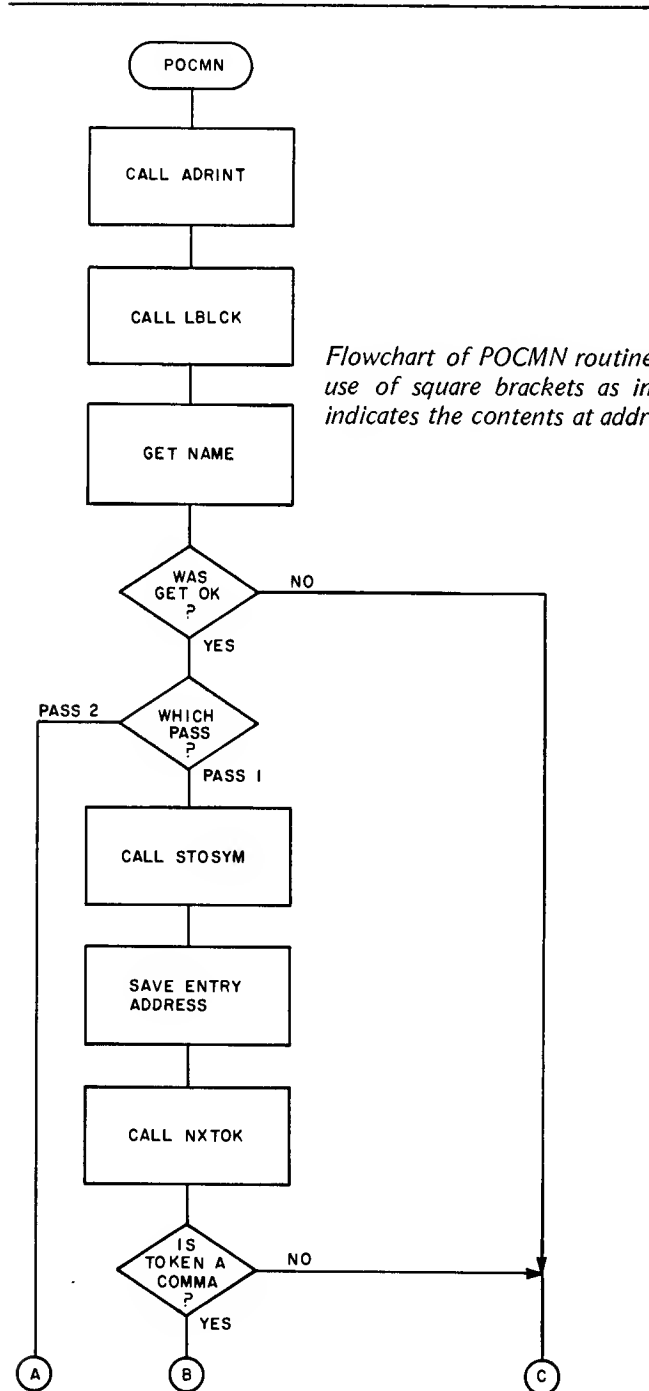 POCMN
CALL ADRINT
CALL LBLCK
Flowchart of POCMN routine
use of square brackets as in
indicates the contents at addr
GET NAME
WAS
GET OK
?
NO
YES
PASS 2
WHICH
PASS
?
PASS 1
CALL STOSYM
SAVE ENTRY
ADDRESS
CALL NXTOK
IS
TOKEN A
COMMA
?
NO
YES
A
B
C